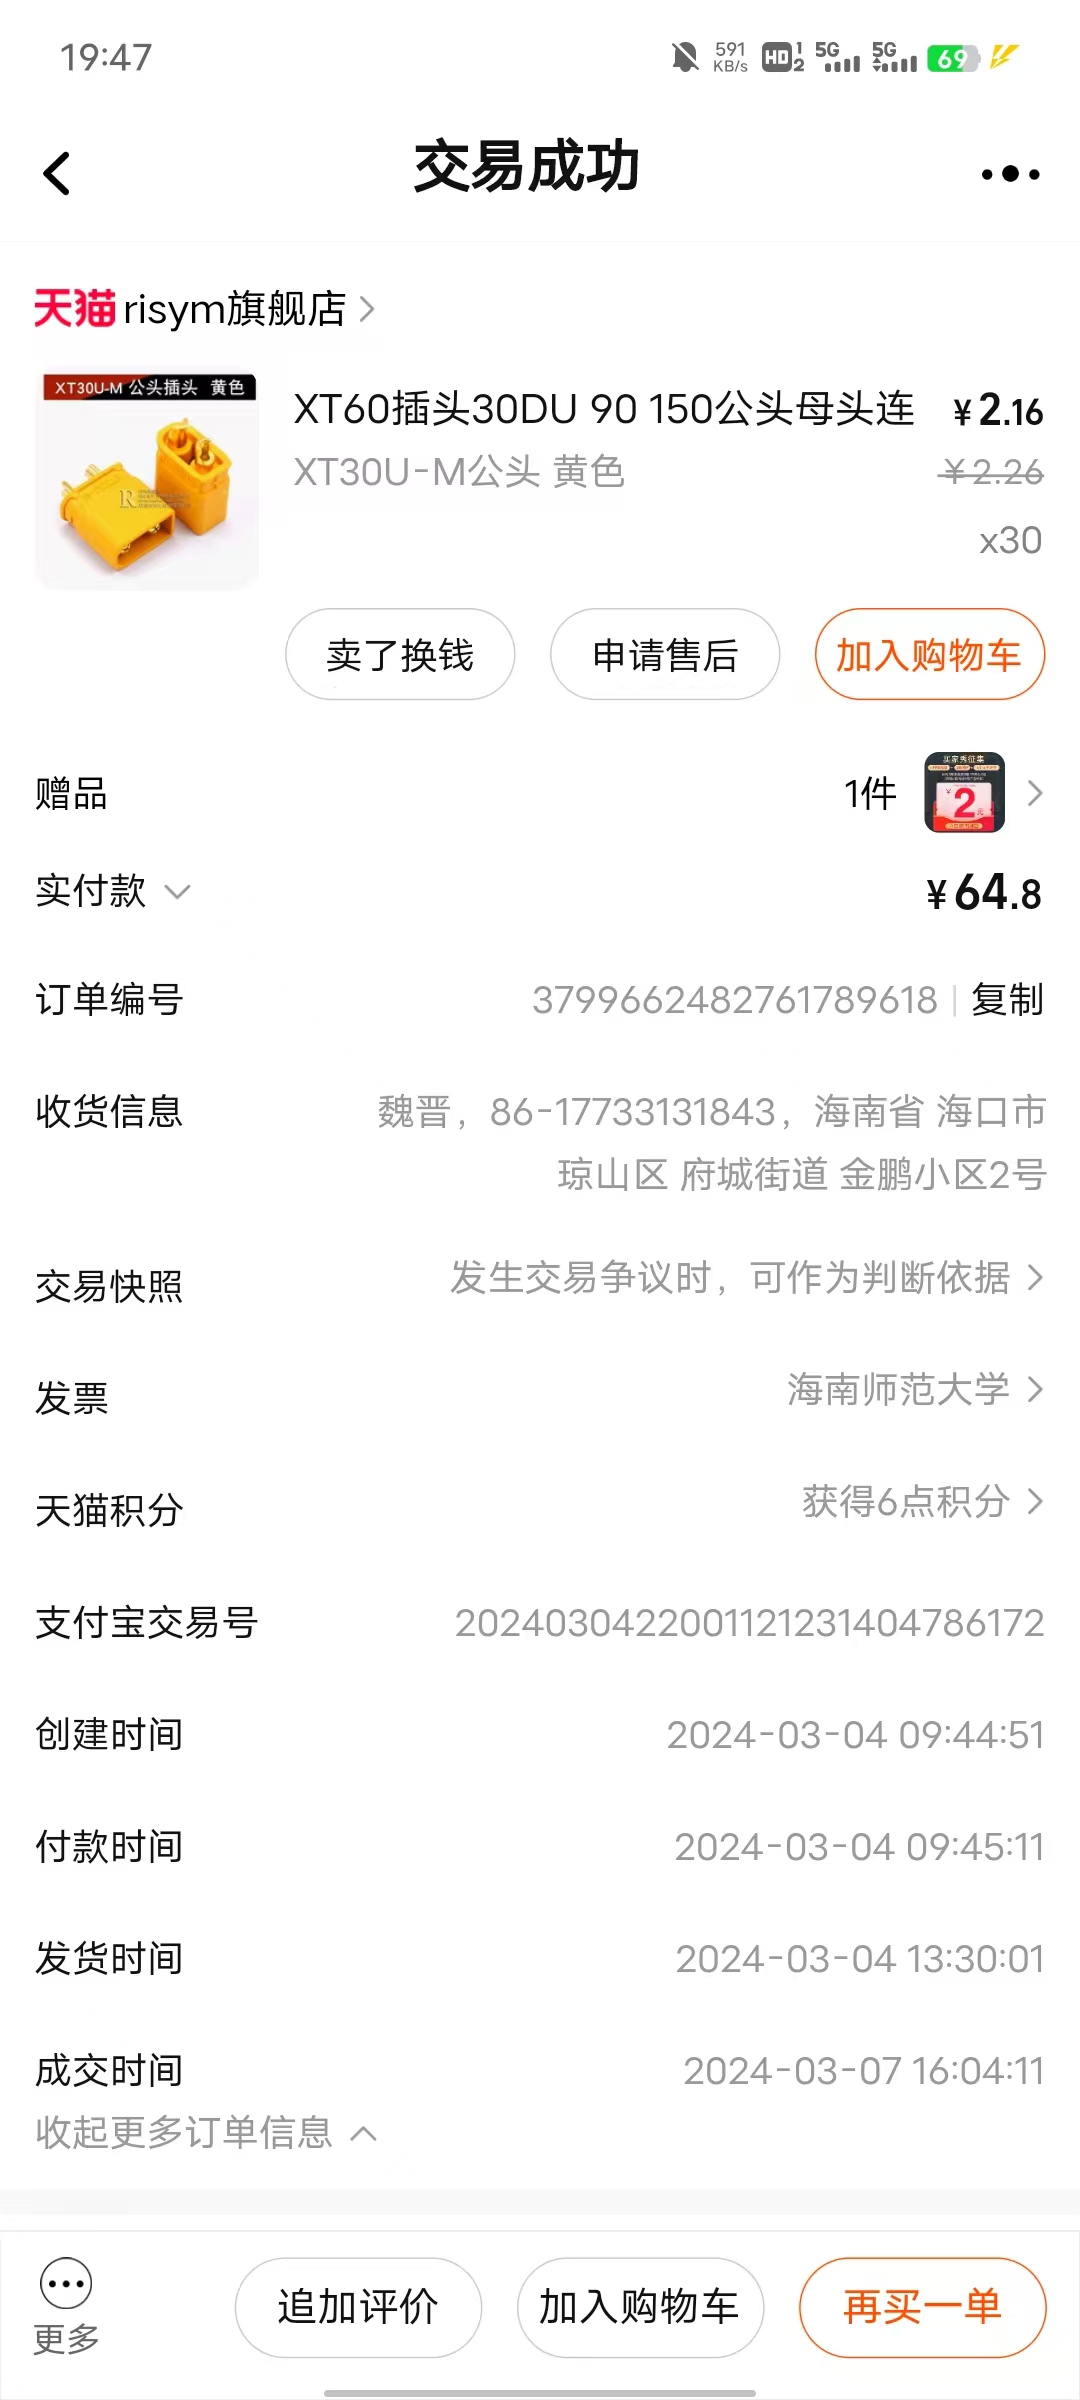 19:47
591 KB/s HD 1 2 5G 5G 69
交易成功
天猫 risym旗舰店
XT30U-M 公头插头 黄色
XT60插头30DU 90 150公头母头连 ¥2.16
XT30U-M公头 黄色 ¥2.26
x30
卖了换钱 申请售后 加入购物车
买家秀征集
赠品 1件 ¥2元
实付款 ¥64.8
订单编号 3799662482761789618 | 复制
收货信息 魏晋，86-17733131843，海南省 海口市
琼山区 府城街道 金鹏小区2号
交易快照 发生交易争议时，可作为判断依据
发票 海南师范大学
天猫积分 获得6点积分
支付宝交易号 2024030422001121231404786172
创建时间 2024-03-04 09:44:51
付款时间 2024-03-04 09:45:11
发货时间 2024-03-04 13:30:01
成交时间 2024-03-07 16:04:11
收起更多订单信息
更多 追加评价 加入购物车 再买一单